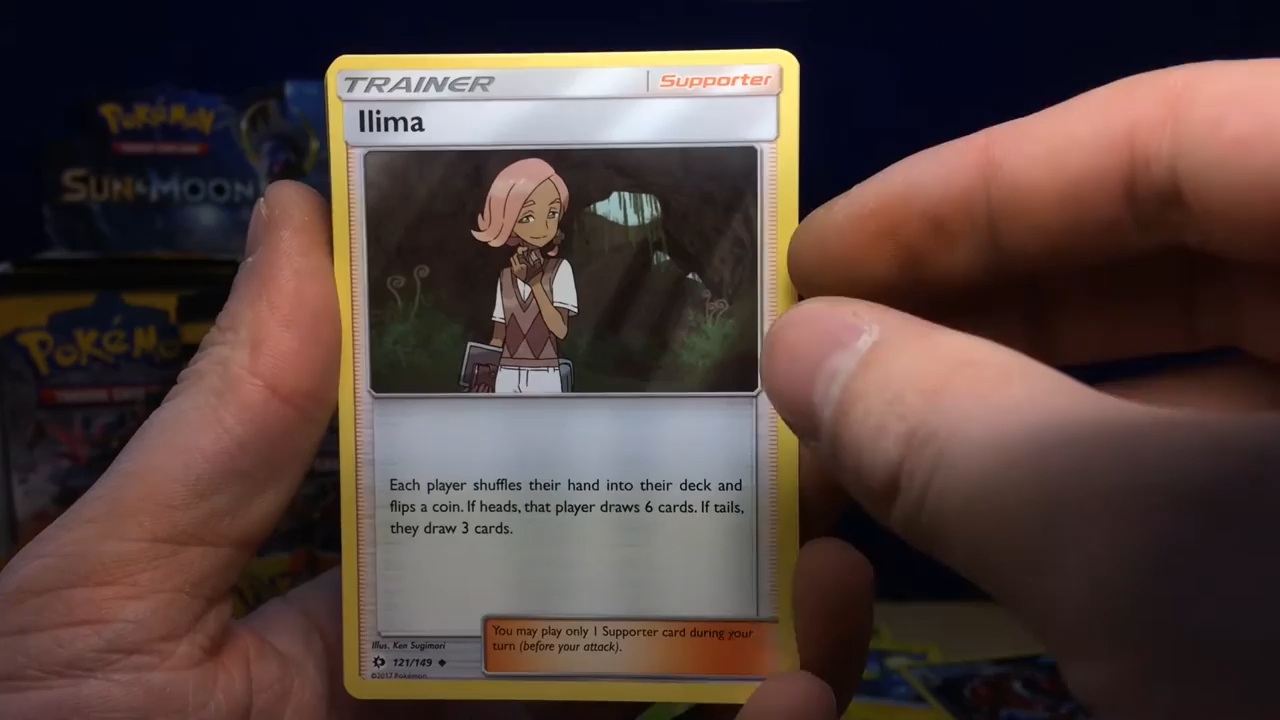 POKÉMON
SUN & MOON
POKÉMO
TRAINER
Supporter
Ilima
Each player shuffles their hand into their deck and
flips a coin. If heads, that player draws 6 cards. If tails,
they draw 3 cards.
You may play only 1 Supporter card during your
turn (before your attack).
Illus. Ken Sugimori
121/149
©2017 Pokémon